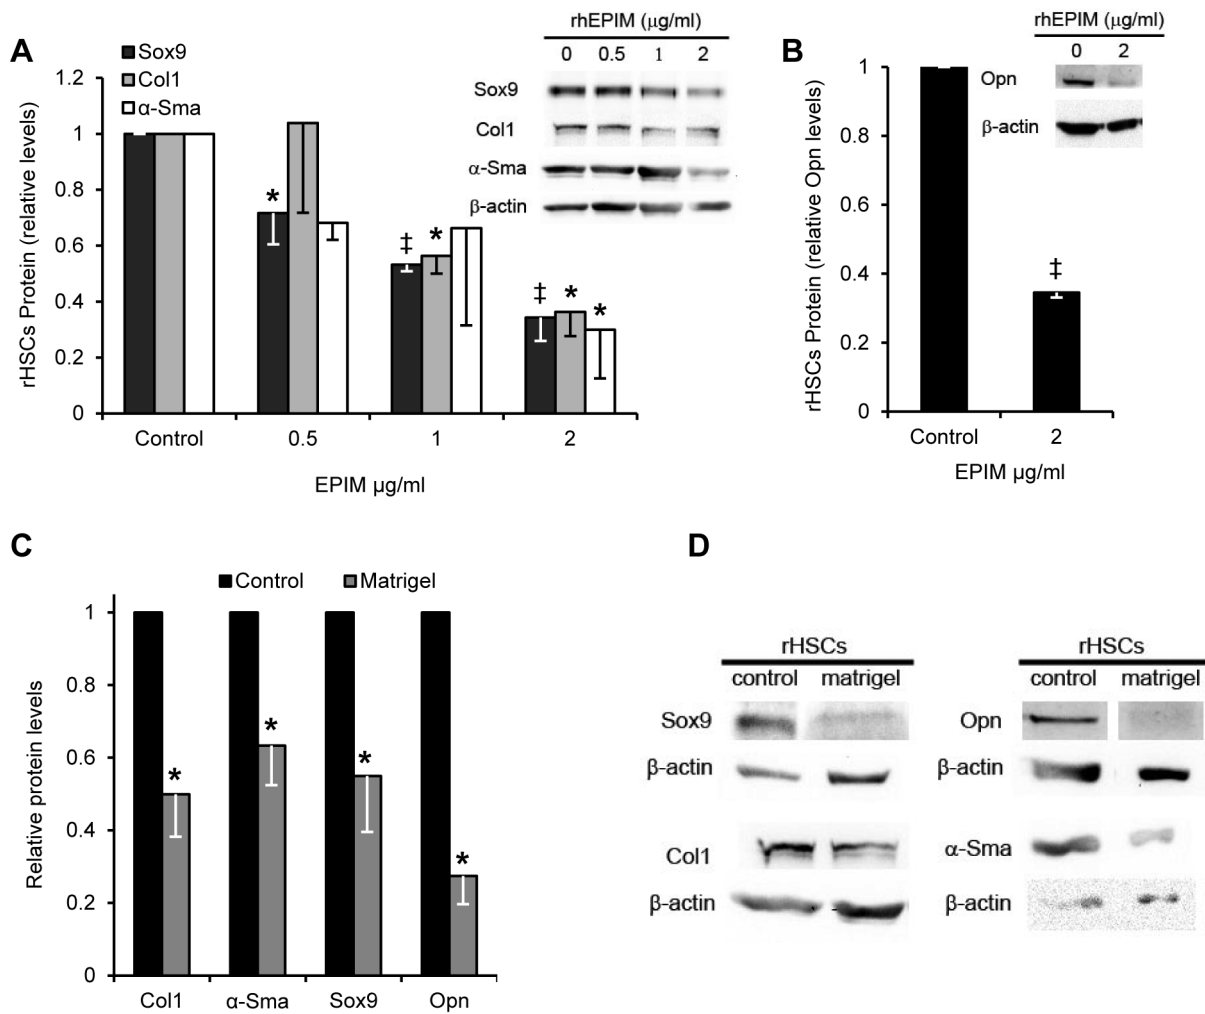 A
Sox9
Col1
α-Sma
rHSCs Protein (relative levels)
1.2
1
0.8
0.6
0.4
0.2
0
*
‡
*
‡
*
*
Control
0.5
1
2
EPIM µg/ml
rhEPIM (µg/ml)
0 0.5 1 2
Sox9
Col1
α-Sma
β-actin
B
rHSCs Protein (relative Opn levels)
1
0.8
0.6
0.4
0.2
0
‡
Control
2
EPIM µg/ml
rhEPIM (µg/ml)
0 2
Opn
β-actin
C
Control Matrigel
Relative protein levels
1
0.8
0.6
0.4
0.2
0
*
*
*
*
Col1
α-Sma
Sox9
Opn
D
rHSCs
control matrigel
Sox9
β-actin
Col1
β-actin
rHSCs
control matrigel
Opn
β-actin
α-Sma
β-actin